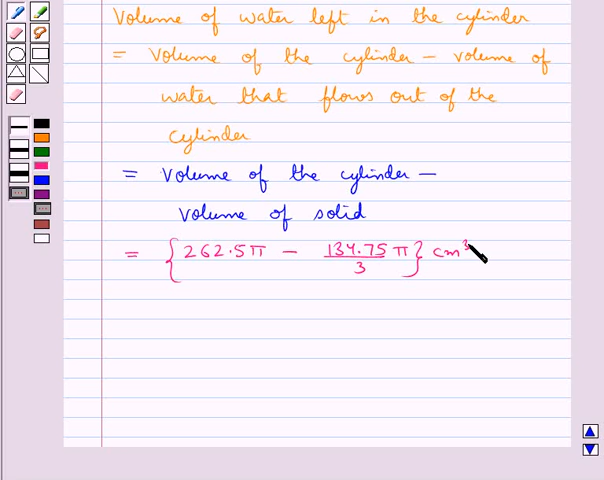 Volume of water left in the cylinder
= Volume of the cylinder – volume of
water that flows out of the
cylinder
= Volume of the cylinder –
volume of solid
= {262.5π – 134.75/3 π} cm³